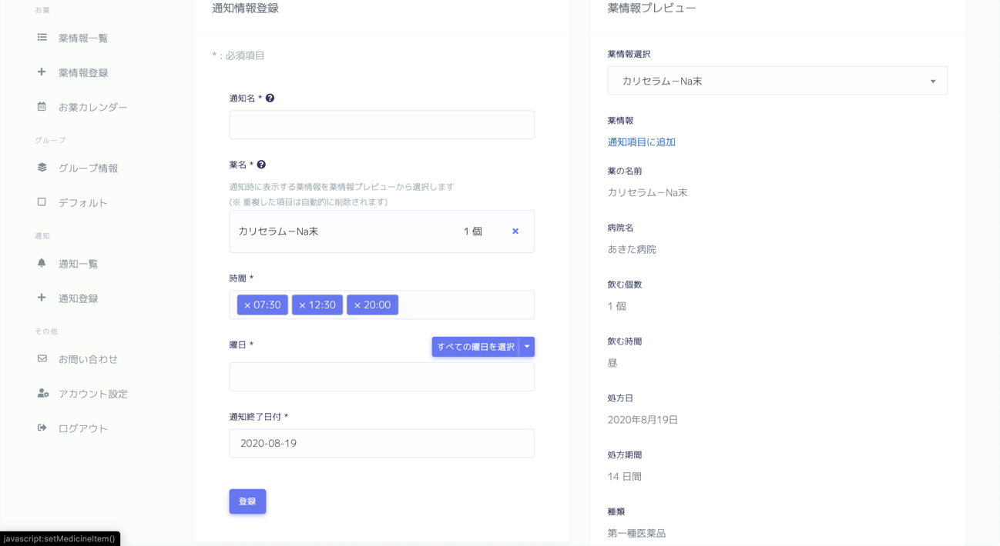 お薬
薬情報一覧
薬情報登録
お薬カレンダー
グループ
グループ情報
デフォルト
通知
通知一覧
通知登録
その他
お問い合わせ
アカウント設定
ログアウト
javascript:setMedicineItem()
通知情報登録
* : 必須項目
通知名 *
薬名 *
通知時に表示する薬情報を薬情報プレビューから選択します
(※ 重複した項目は自動的に削除されます)
カリセラムーNa末 1 個 ×
時間 *
× 07:30 × 12:30 × 20:00
曜日 * すべての曜日を選択
通知終了日付 *
2020-08-19
登録
薬情報プレビュー
薬情報選択
カリセラムーNa末
薬情報
通知項目に追加
薬の名前
カリセラムーNa末
病院名
あきた病院
飲む個数
1 個
飲む時間
昼
処方日
2020年8月19日
処方期間
14 日間
種類
第一種医薬品